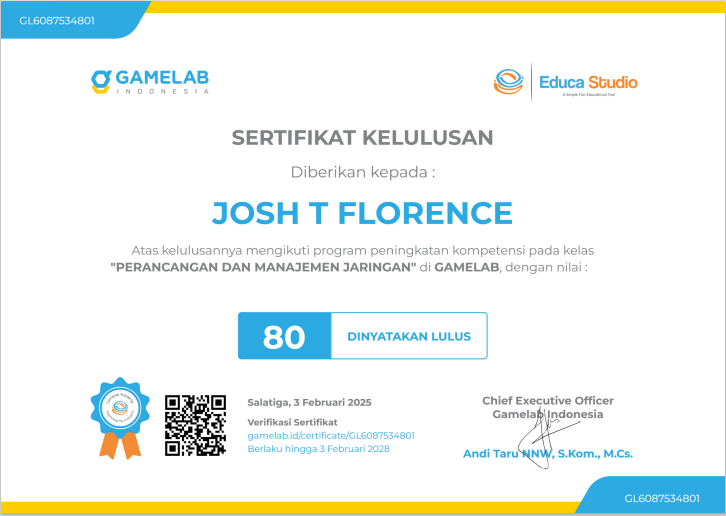 GL6087534801
GAMELAB
INDONESIA
Educa Studio
A Simple Fun Educational Tool
SERTIFIKAT KELULUSAN
Diberikan kepada :
JOSH T FLORENCE
Atas kelulusannya mengikuti program peningkatan kompetensi pada kelas
"PERANCANGAN DAN MANAJEMEN JARINGAN" di GAMELAB, dengan nilai :
80
DINYATAKAN LULUS
Salatiga, 3 Februari 2025
Verifikasi Sertifikat
gamelab.id/certificate/GL6087534801
Berlaku hingga 3 Februari 2028
Chief Executive Officer
Gamelab Indonesia
Andi Taru NNW, S.Kom., M.Cs.
GL6087534801